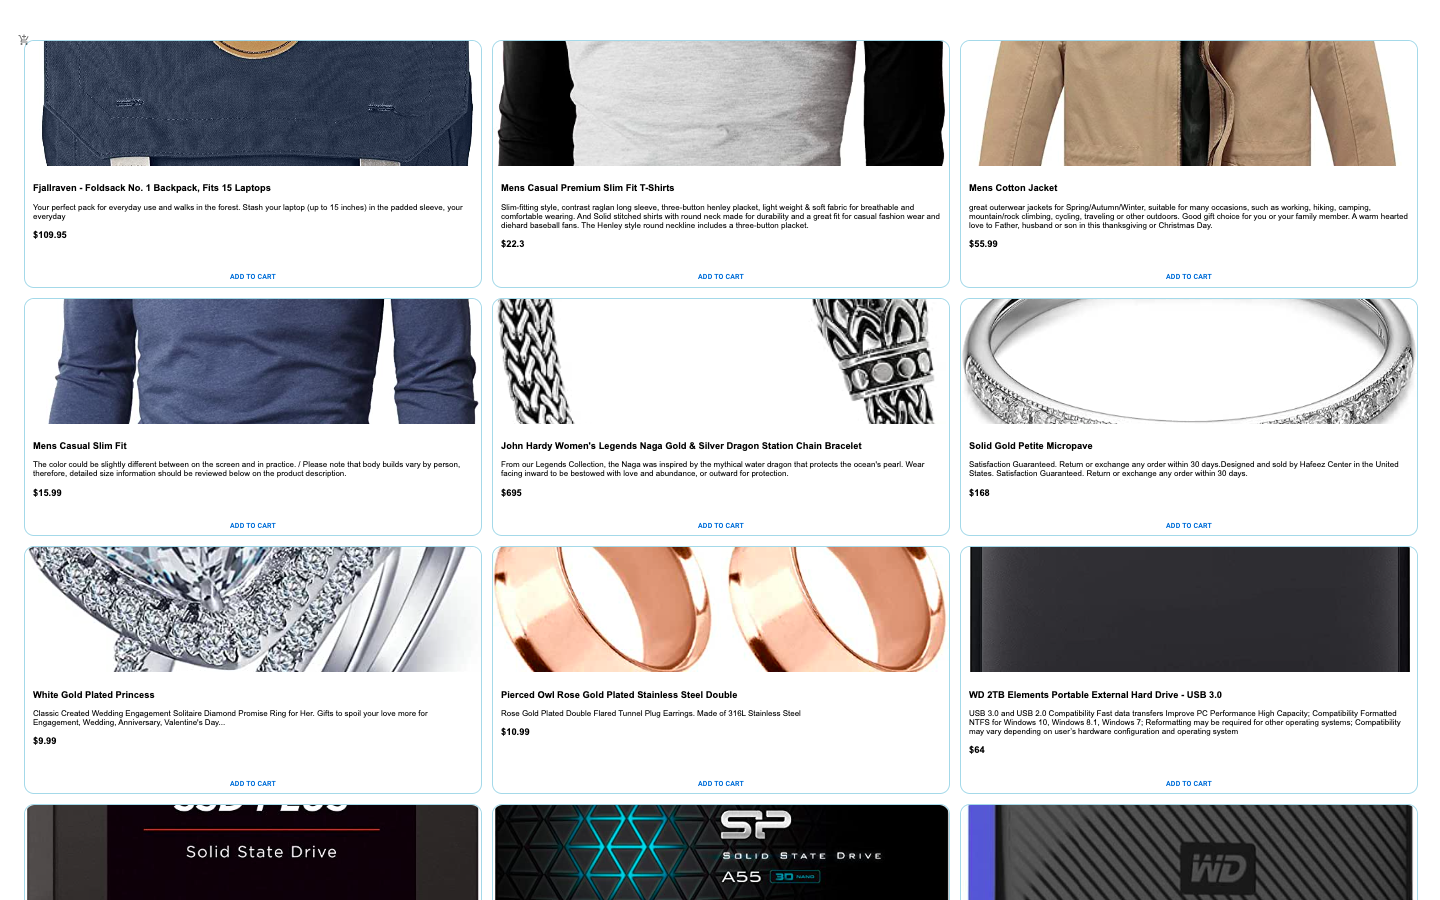 Fjallraven - Foldsack No. 1 Backpack, Fits 15 Laptops
Your perfect pack for everyday use and walks in the forest. Stash your laptop (up to 15 inches) in the padded sleeve, your
everyday
$109.95
ADD TO CART
Mens Casual Premium Slim Fit T-Shirts
Slim-fitting style, contrast raglan long sleeve, three-button henley placket, light weight & soft fabric for breathable and
comfortable wearing. And Solid stitched shirts with round neck made for durability and a great fit for casual fashion wear and
diehard baseball fans. The Henley style round neckline includes a three-button placket.
$22.3
ADD TO CART
Mens Cotton Jacket
great outerwear jackets for Spring/Autumn/Winter, suitable for many occasions, such as working, hiking, camping,
mountain/rock climbing, cycling, traveling or other outdoors. Good gift choice for you or your family member. A warm hearted
love to Father, husband or son in this thanksgiving or Christmas Day.
$55.99
ADD TO CART
Mens Casual Slim Fit
The color could be slightly different between on the screen and in practice. / Please note that body builds vary by person,
therefore, detailed size information should be reviewed below on the product description.
$15.99
ADD TO CART
John Hardy Women's Legends Naga Gold & Silver Dragon Station Chain Bracelet
From our Legends Collection, the Naga was inspired by the mythical water dragon that protects the ocean's pearl. Wear
facing inward to be bestowed with love and abundance, or outward for protection.
$695
ADD TO CART
Solid Gold Petite Micropave
Satisfaction Guaranteed. Return or exchange any order within 30 days.Designed and sold by Hafeez Center in the United
States. Satisfaction Guaranteed. Return or exchange any order within 30 days.
$168
ADD TO CART
White Gold Plated Princess
Classic Created Wedding Engagement Solitaire Diamond Promise Ring for Her. Gifts to spoil your love more for
Engagement, Wedding, Anniversary, Valentine's Day...
$9.99
ADD TO CART
Pierced Owl Rose Gold Plated Stainless Steel Double
Rose Gold Plated Double Flared Tunnel Plug Earrings. Made of 316L Stainless Steel
$10.99
ADD TO CART
WD 2TB Elements Portable External Hard Drive - USB 3.0
USB 3.0 and USB 2.0 Compatibility Fast data transfers Improve PC Performance High Capacity; Compatibility Formatted
NTFS for Windows 10, Windows 8.1, Windows 7; Reformatting may be required for other operating systems; Compatibility
may vary depending on user's hardware configuration and operating system
$64
ADD TO CART
SSD PLUS
Solid State Drive
SP
SOLID STATE DRIVE
A55 3D NAND
WD